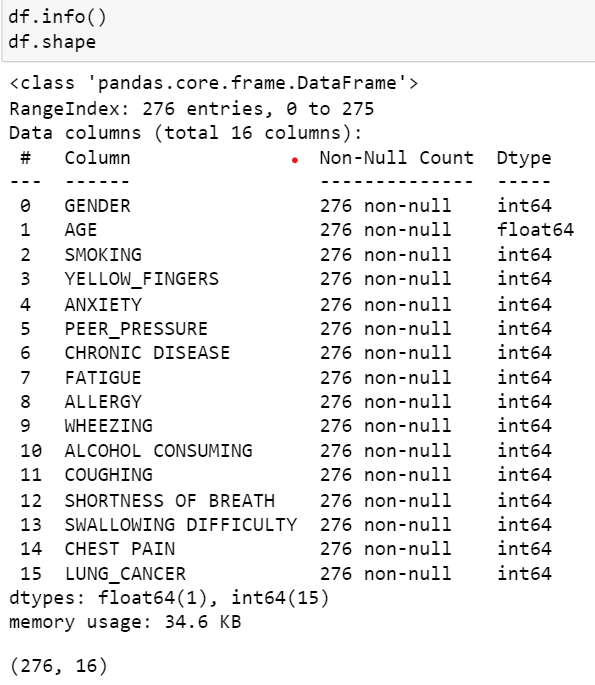 df.info()
df.shape
<class 'pandas.core.frame.DataFrame'>
RangeIndex: 276 entries, 0 to 275
Data columns (total 16 columns):
 #   Column                 Non-Null Count  Dtype
---  ------                 --------------  -----
 0   GENDER                 276 non-null    int64
 1   AGE                    276 non-null    float64
 2   SMOKING                276 non-null    int64
 3   YELLOW_FINGERS         276 non-null    int64
 4   ANXIETY                276 non-null    int64
 5   PEER_PRESSURE          276 non-null    int64
 6   CHRONIC DISEASE        276 non-null    int64
 7   FATIGUE                276 non-null    int64
 8   ALLERGY                276 non-null    int64
 9   WHEEZING               276 non-null    int64
 10  ALCOHOL CONSUMING      276 non-null    int64
 11  COUGHING               276 non-null    int64
 12  SHORTNESS OF BREATH    276 non-null    int64
 13  SWALLOWING DIFFICULTY  276 non-null    int64
 14  CHEST PAIN             276 non-null    int64
 15  LUNG_CANCER            276 non-null    int64
dtypes: float64(1), int64(15)
memory usage: 34.6 KB
(276, 16)